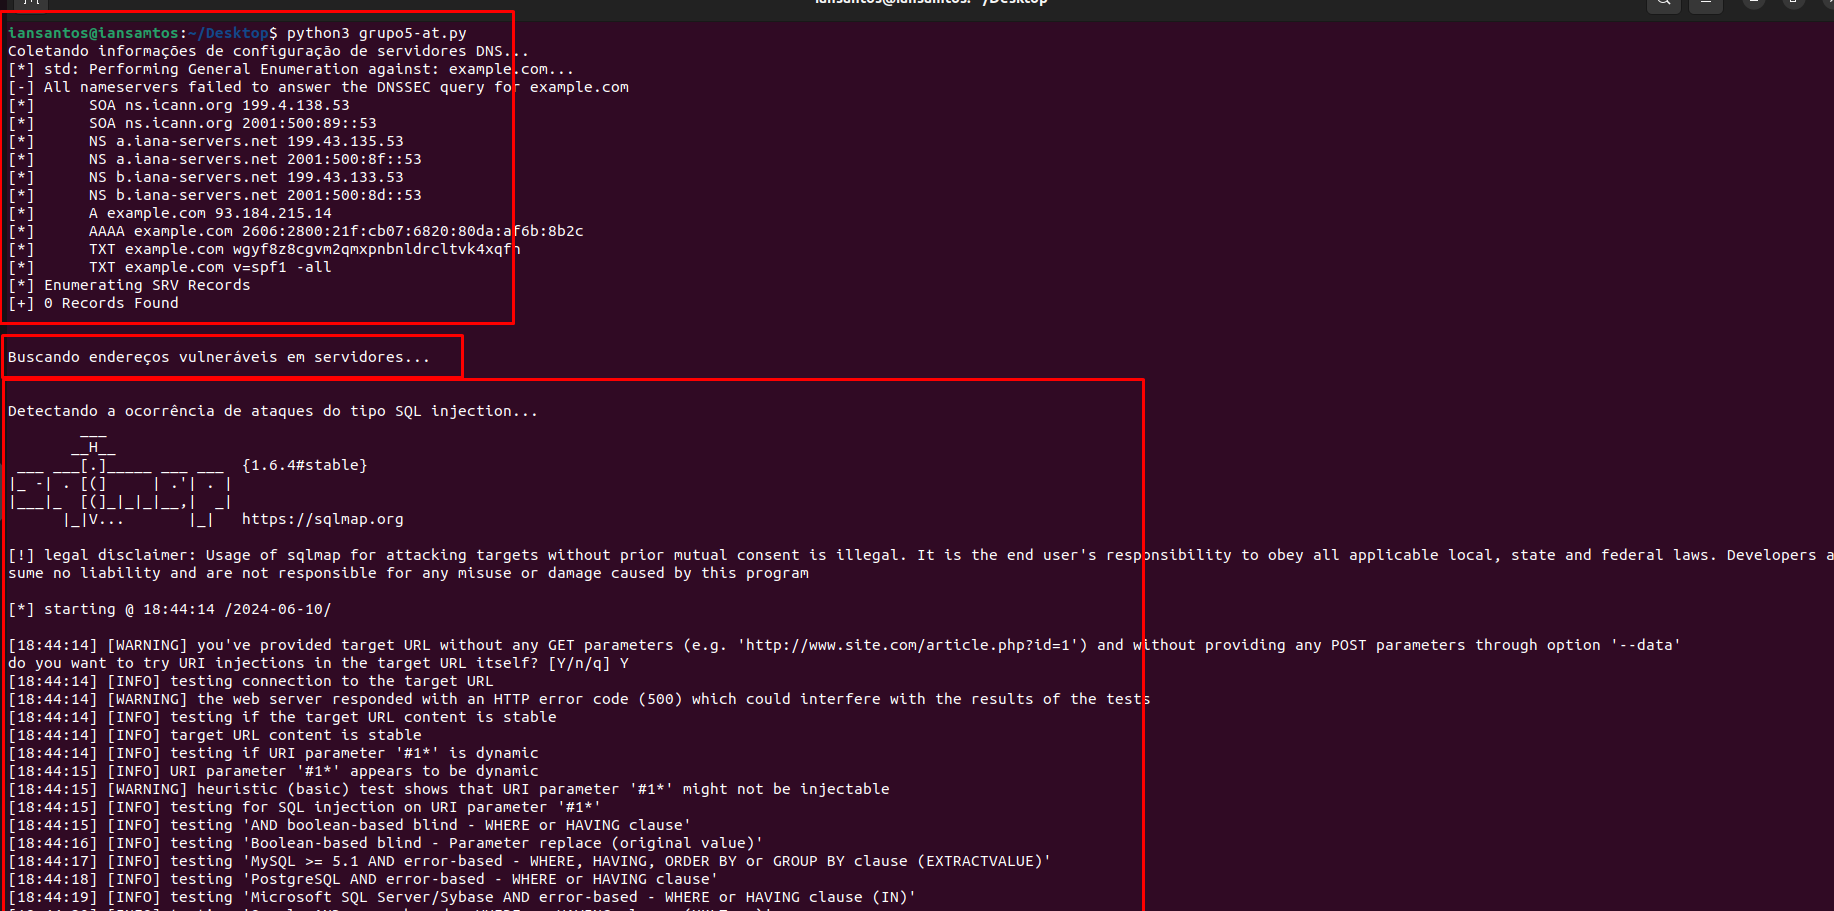 iansantos@iansamtos: ~/Desktop
iansantos@iansamtos:~/Desktop$ python3 grupo5-at.py
Coletando informações de configuração de servidores DNS...
[*] std: Performing General Enumeration against: example.com...
[-] All nameservers failed to answer the DNSSEC query for example.com
[*]      SOA ns.icann.org 199.4.138.53
[*]      SOA ns.icann.org 2001:500:89::53
[*]      NS a.iana-servers.net 199.43.135.53
[*]      NS a.iana-servers.net 2001:500:8f::53
[*]      NS b.iana-servers.net 199.43.133.53
[*]      NS b.iana-servers.net 2001:500:8d::53
[*]      A example.com 93.184.215.14
[*]      AAAA example.com 2606:2800:21f:cb07:6820:80da:af6b:8b2c
[*]      TXT example.com wgyf8z8cgvm2qmxpnbnldrcltvk4xqfn
[*]      TXT example.com v=spf1 -all
[*] Enumerating SRV Records
[+] 0 Records Found
Buscando endereços vulneráveis em servidores...
Detectando a ocorrência de ataques do tipo SQL injection...
        ___
       __H__
 ___ ___[.]_____ ___ ___  {1.6.4#stable}
|_ -| . [(]     | .'| . |
|___|_  [(]_|_|_|__,|  _|
      |_|V...       |_|   https://sqlmap.org
[!] legal disclaimer: Usage of sqlmap for attacking targets without prior mutual consent is illegal. It is the end user's responsibility to obey all applicable local, state and federal laws. Developers a
sume no liability and are not responsible for any misuse or damage caused by this program
[*] starting @ 18:44:14 /2024-06-10/
[18:44:14] [WARNING] you've provided target URL without any GET parameters (e.g. 'http://www.site.com/article.php?id=1') and without providing any POST parameters through option '--data'
do you want to try URI injections in the target URL itself? [Y/n/q] Y
[18:44:14] [INFO] testing connection to the target URL
[18:44:14] [WARNING] the web server responded with an HTTP error code (500) which could interfere with the results of the tests
[18:44:14] [INFO] testing if the target URL content is stable
[18:44:14] [INFO] target URL content is stable
[18:44:14] [INFO] testing if URI parameter '#1*' is dynamic
[18:44:15] [INFO] URI parameter '#1*' appears to be dynamic
[18:44:15] [WARNING] heuristic (basic) test shows that URI parameter '#1*' might not be injectable
[18:44:15] [INFO] testing for SQL injection on URI parameter '#1*'
[18:44:15] [INFO] testing 'AND boolean-based blind - WHERE or HAVING clause'
[18:44:16] [INFO] testing 'Boolean-based blind - Parameter replace (original value)'
[18:44:17] [INFO] testing 'MySQL >= 5.1 AND error-based - WHERE, HAVING, ORDER BY or GROUP BY clause (EXTRACTVALUE)'
[18:44:18] [INFO] testing 'PostgreSQL AND error-based - WHERE or HAVING clause'
[18:44:19] [INFO] testing 'Microsoft SQL Server/Sybase AND error-based - WHERE or HAVING clause (IN)'